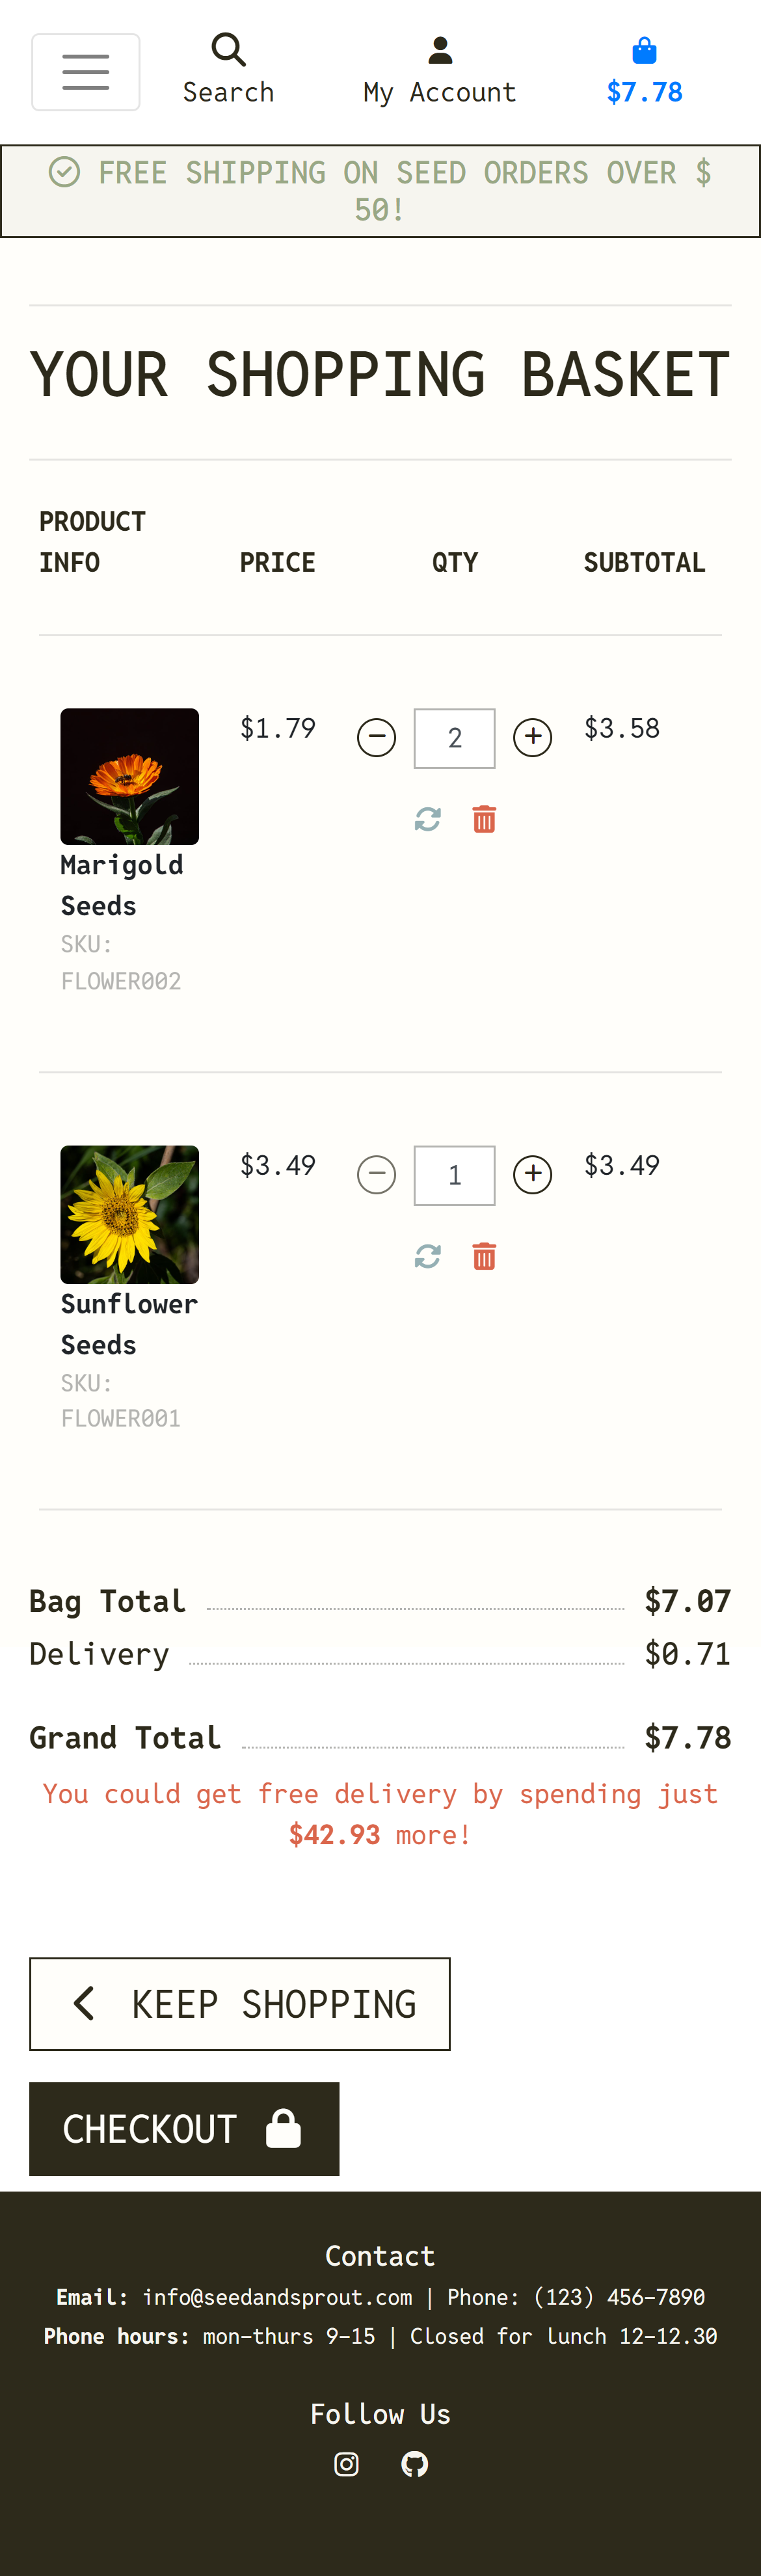 Search
My Account
$7.78
FREE SHIPPING ON SEED ORDERS OVER $
50!
YOUR SHOPPING BASKET
PRODUCT
INFO PRICE QTY SUBTOTAL
$1.79 2 $3.58
Marigold
Seeds
SKU:
FLOWER002
$3.49 1 $3.49
Sunflower
Seeds
SKU:
FLOWER001
Bag Total $7.07
Delivery $0.71
Grand Total $7.78
You could get free delivery by spending just
$42.93 more!
KEEP SHOPPING
CHECKOUT
Contact
Email: info@seedandsprout.com | Phone: (123) 456-7890
Phone hours: mon-thurs 9-15 | Closed for lunch 12-12.30
Follow Us